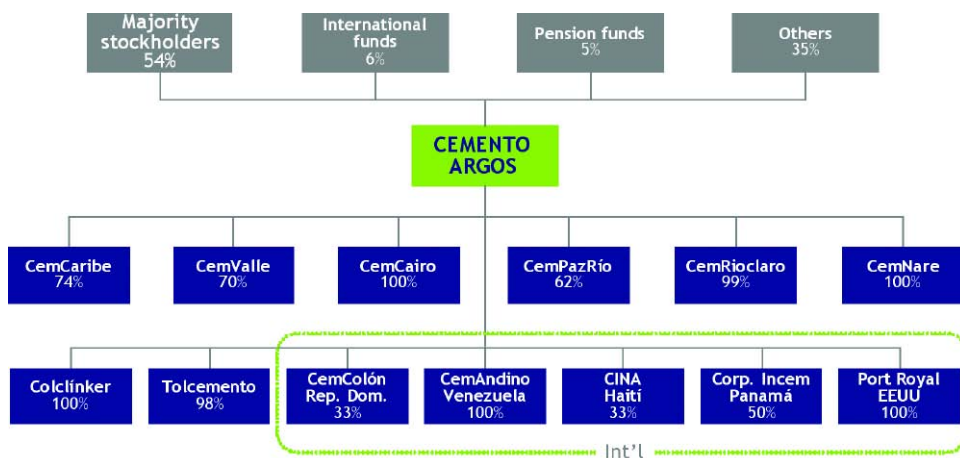 Majority
stockholders
54%
International
funds
6%
Pension funds
5%
Others
35%
CEMENTO
ARGOS
CemCaribe
74%
CemValle
70%
CemCairo
100%
CemPazRío
62%
CemRioclaro
99%
CemNare
100%
Colclínker
100%
Tolcemento
98%
CemColón
Rep. Dom.
33%
CemAndino
Venezuela
100%
CINA
Haití
33%
Corp. Incem
Panamá
50%
Port Royal
EEUU
100%
Int'l